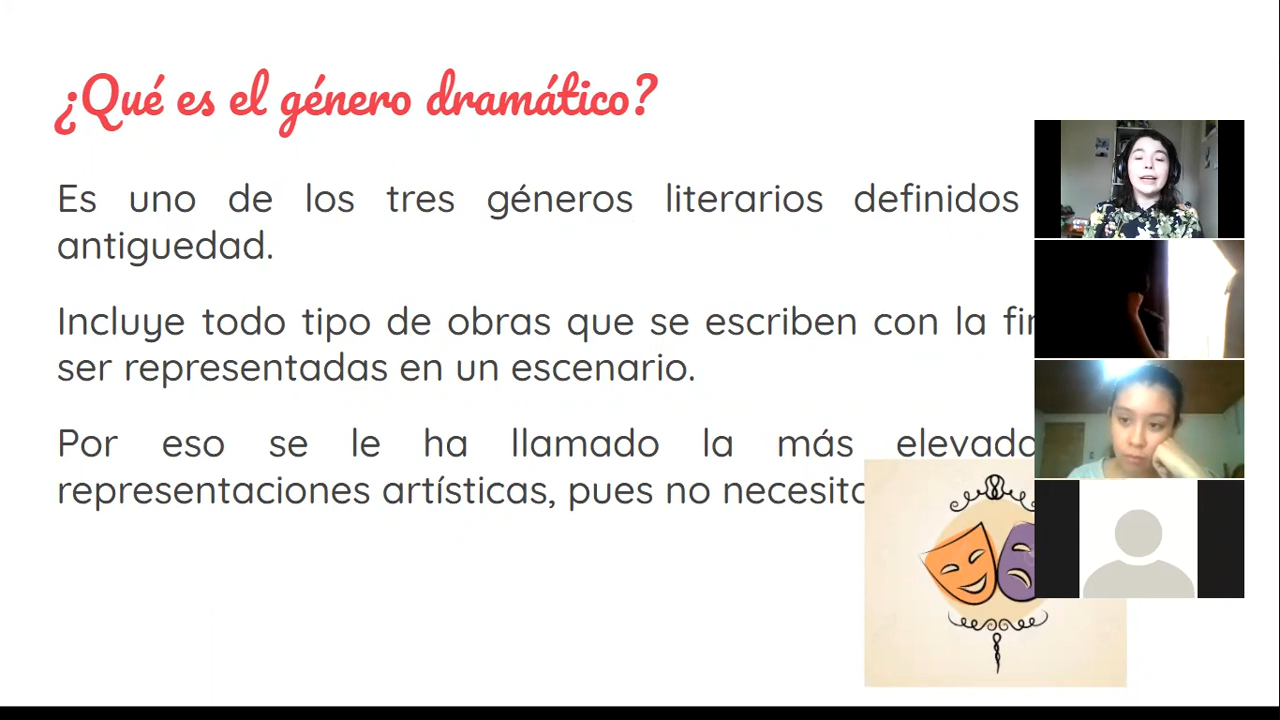 ¿Qué es el género dramático?
Es uno de los tres géneros literarios definidos
antiguedad.
Incluye todo tipo de obras que se escriben con la
ser representadas en un escenario.
Por eso se le ha llamado la más
representaciones artísticas, pues no